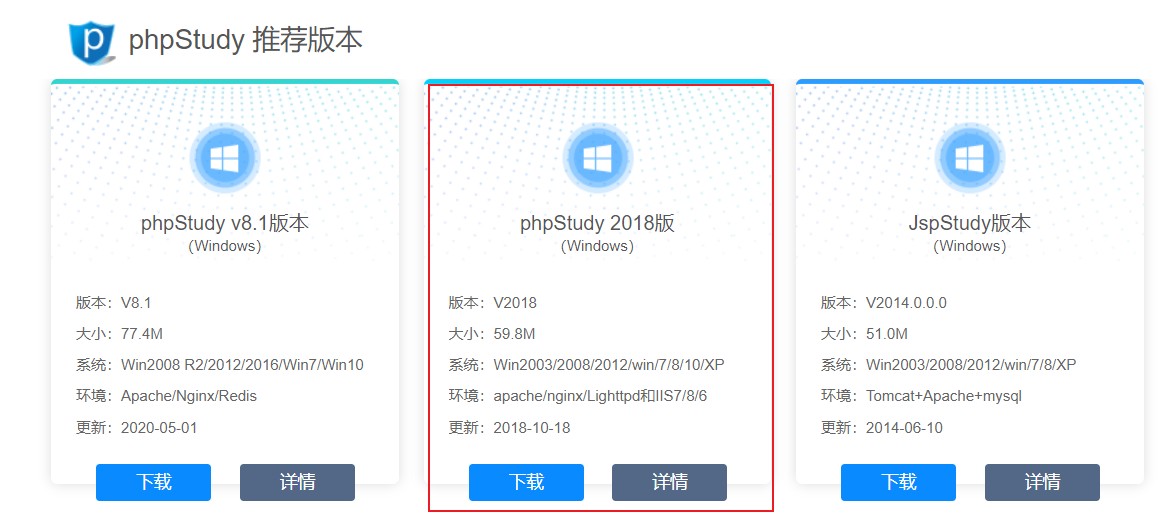 phpStudy 推荐版本
phpStudy v8.1版本
（Windows）
版本：V8.1
大小：77.4M
系统：Win2008 R2/2012/2016/Win7/Win10
环境：Apache/Nginx/Redis
更新：2020-05-01
下载
详情
phpStudy 2018版
（Windows）
版本：V2018
大小：59.8M
系统：Win2003/2008/2012/win/7/8/10/XP
环境：apache/nginx/Lighttpd和IIS7/8/6
更新：2018-10-18
下载
详情
JspStudy版本
（Windows）
版本：V2014.0.0.0
大小：51.0M
系统：Win2003/2008/2012/win/7/8/XP
环境：Tomcat+Apache+mysql
更新：2014-06-10
下载
详情